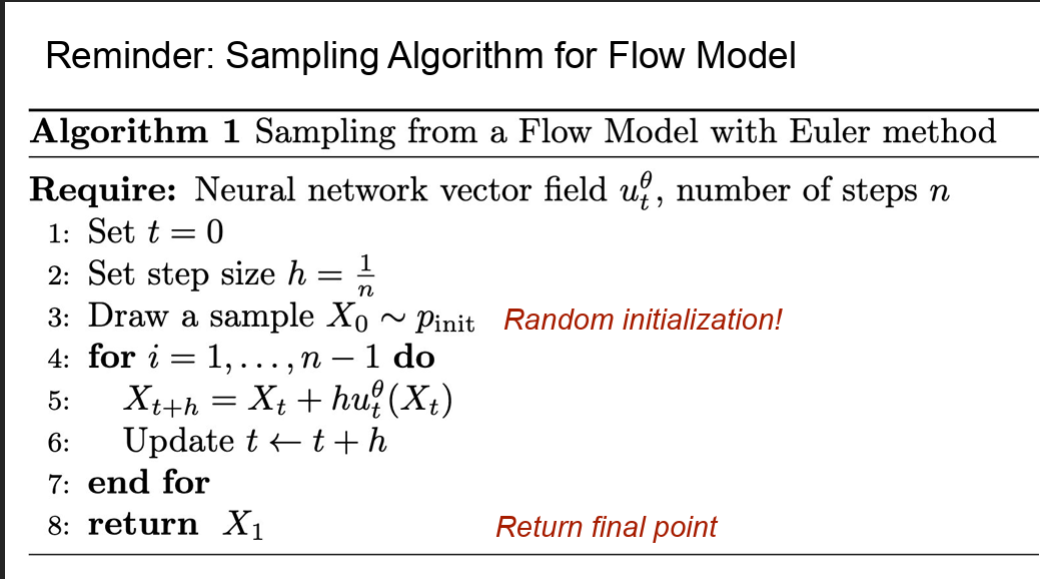 Reminder: Sampling Algorithm for Flow Model
Algorithm 1 Sampling from a Flow Model with Euler method
Require: Neural network vector field $u_t^\theta$, number of steps $n$
1: Set $t = 0$
2: Set step size $h = \frac{1}{n}$
3: Draw a sample $X_0 \sim p_{\text{init}}$ Random initialization!
4: for $i = 1, \ldots, n - 1$ do
5: $X_{t+h} = X_t + hu_t^\theta(X_t)$
6: Update $t \leftarrow t + h$
7: end for
8: return $X_1$ Return final point